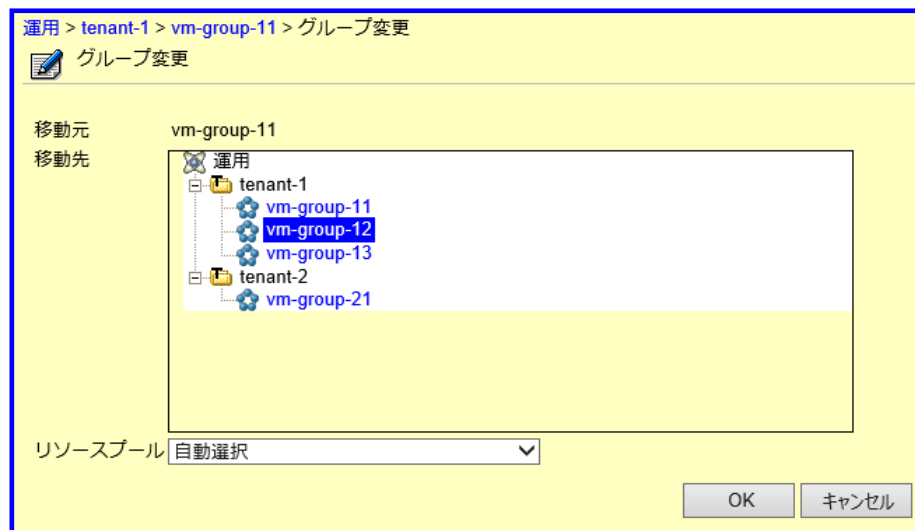 運用 > tenant-1 > vm-group-11 > グループ変更
グループ変更
移動元 vm-group-11
移動先
運用
tenant-1
vm-group-11
vm-group-12
vm-group-13
tenant-2
vm-group-21
リソースプール 自動選択
OK キャンセル